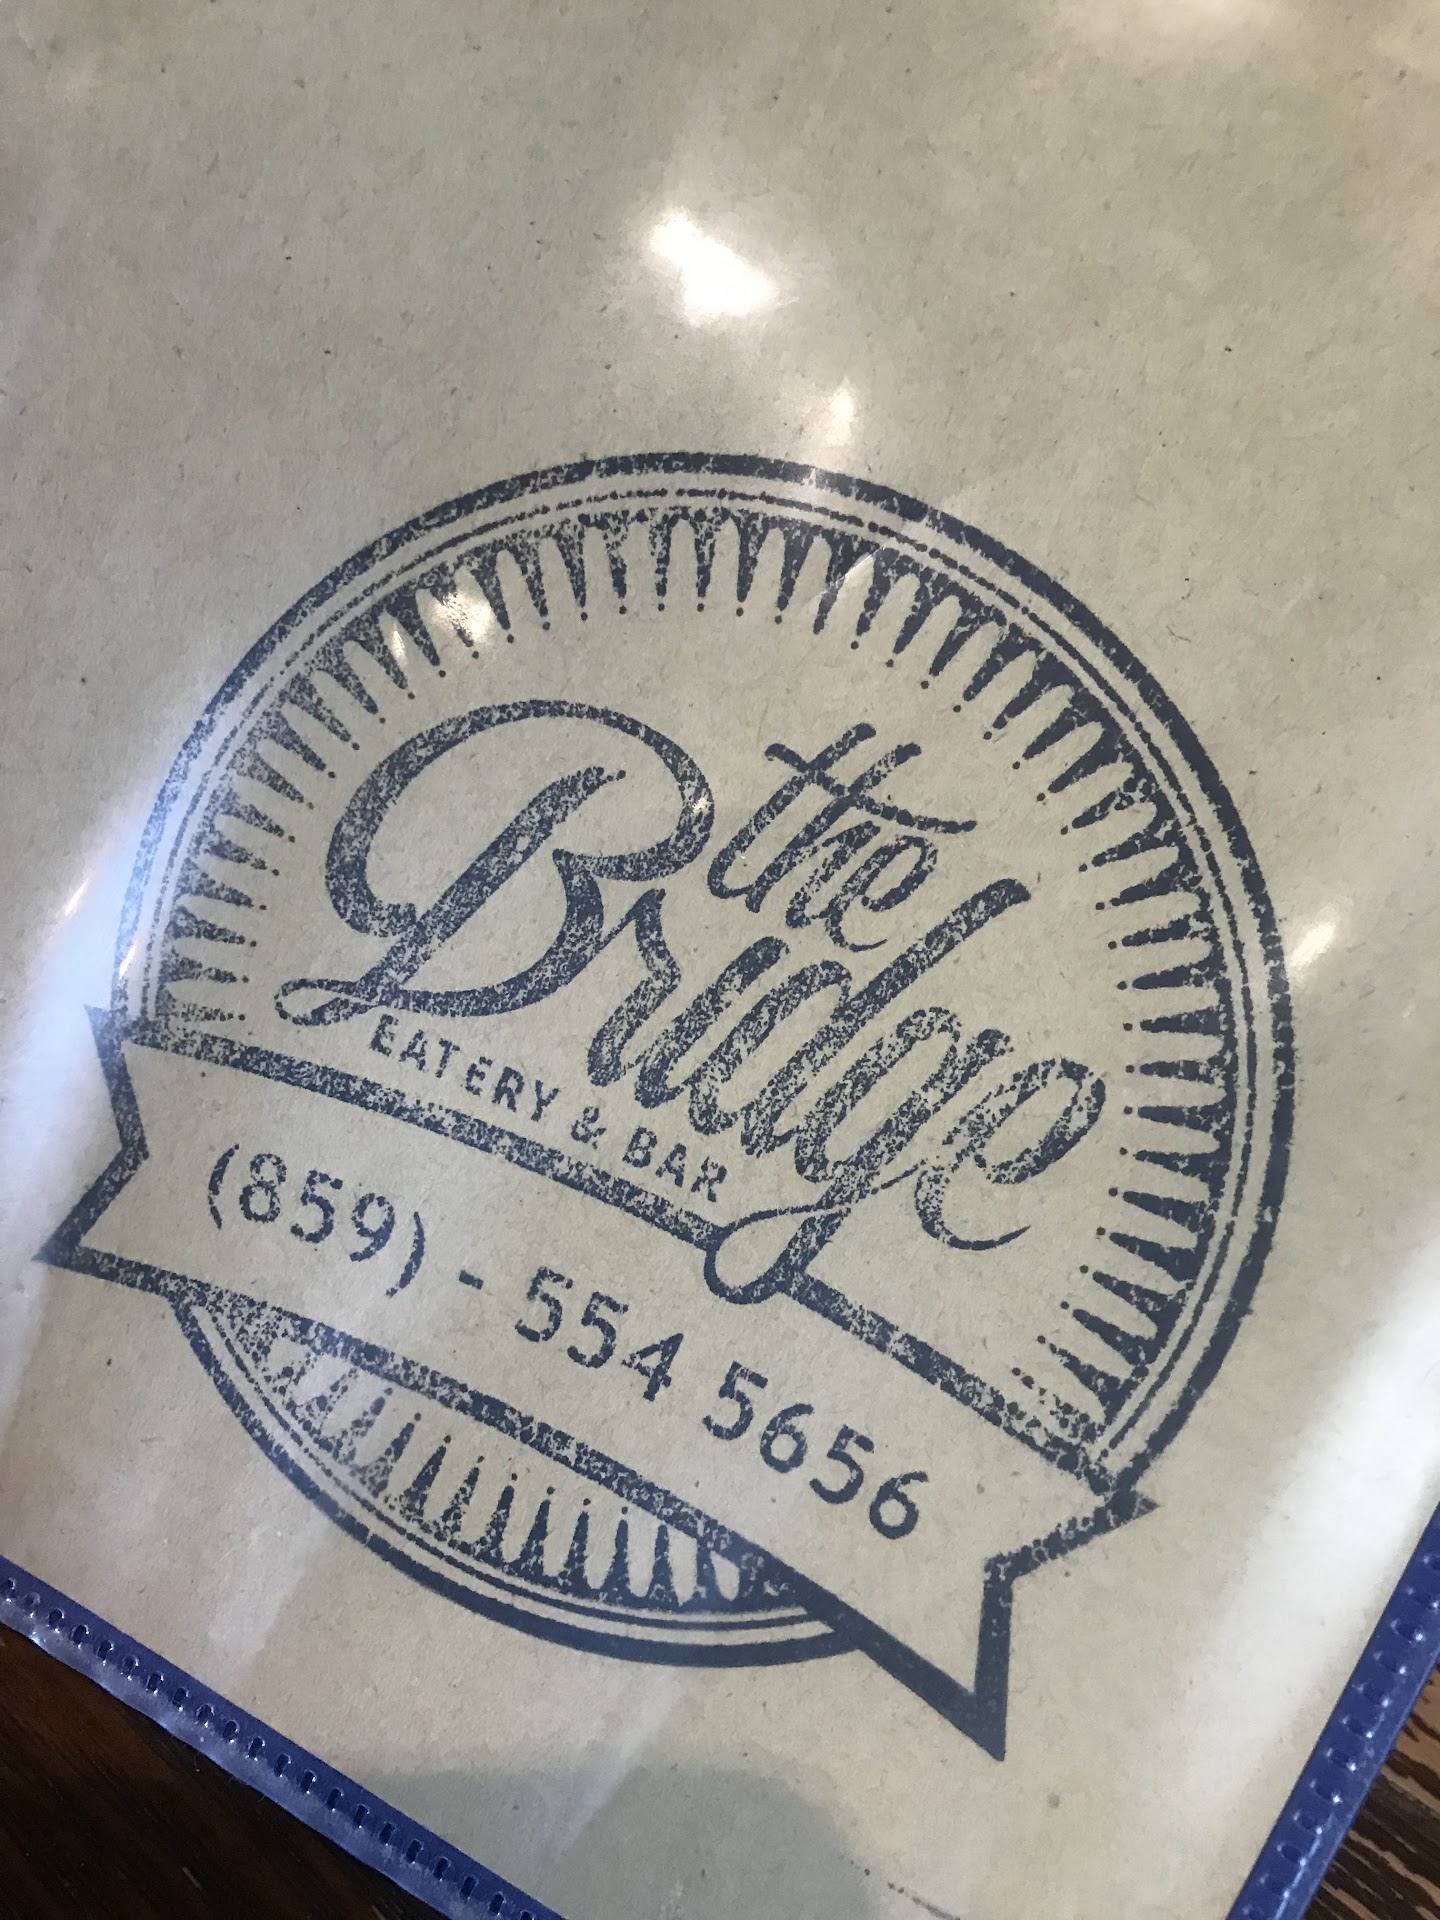 the
Bridge
EATERY & BAR
(859) - 554 5656